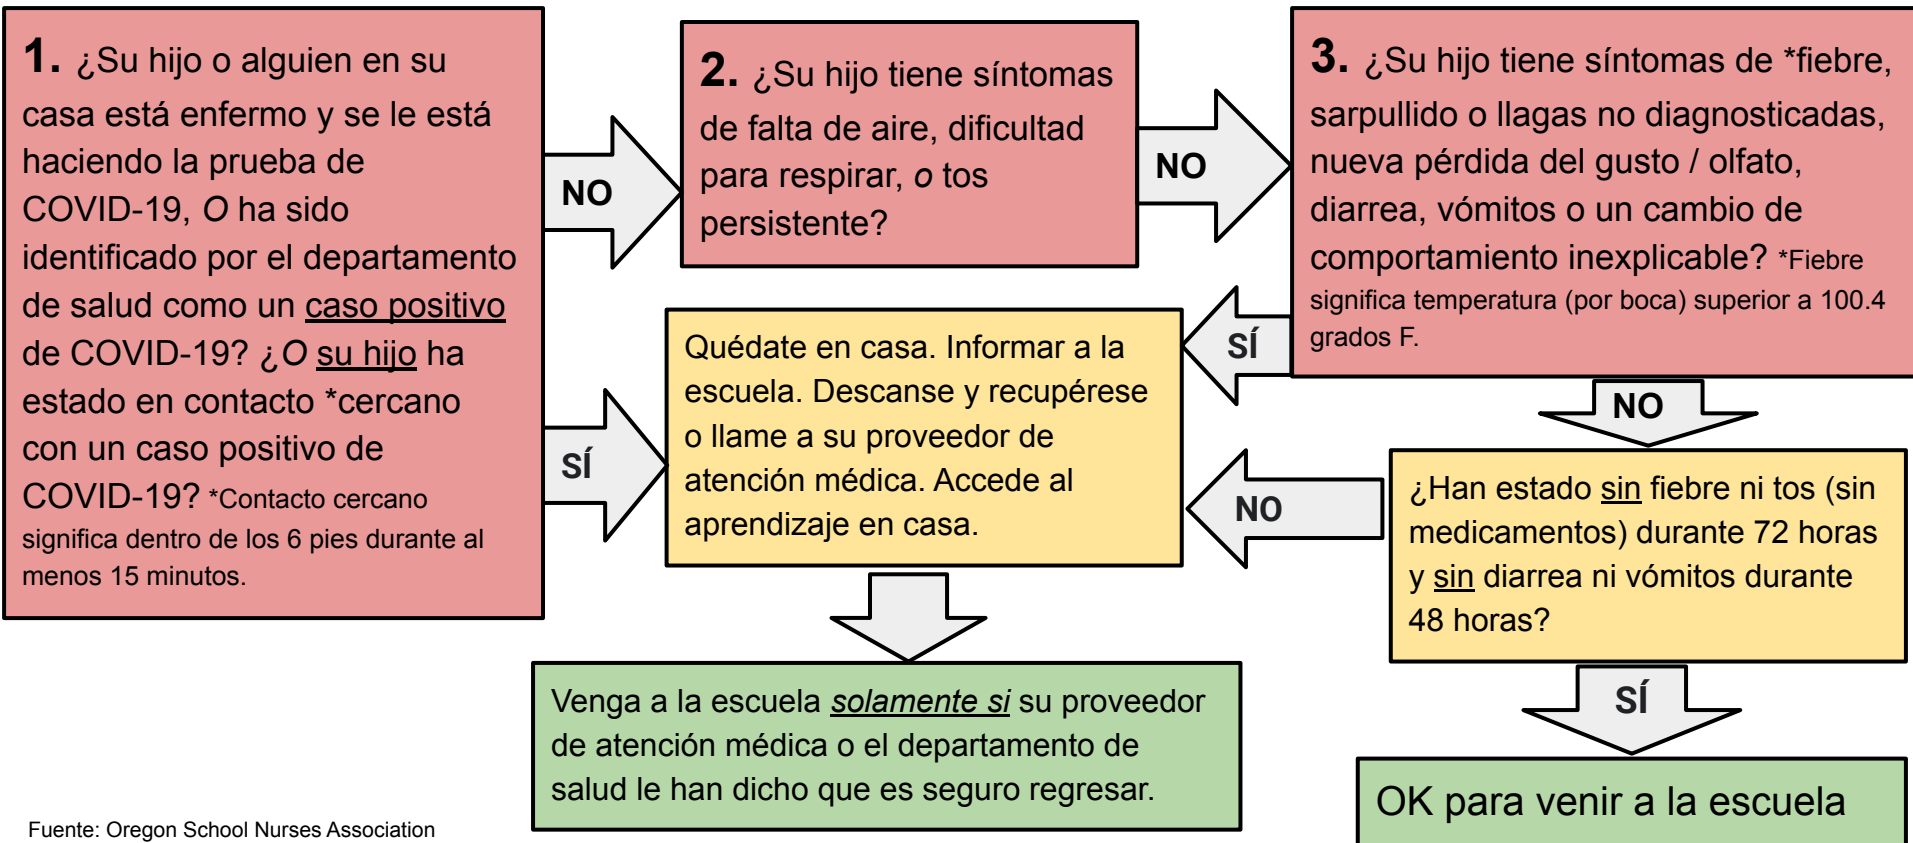 1. ¿Su hijo o alguien en su
casa está enfermo y se le está
haciendo la prueba de
COVID-19, O ha sido
identificado por el departamento
de salud como un caso positivo
de COVID-19? ¿O su hijo ha
estado en contacto *cercano
con un caso positivo de
COVID-19? *Contacto cercano
significa dentro de los 6 pies durante al
menos 15 minutos.
NO
SÍ
2. ¿Su hijo tiene síntomas
de falta de aire, dificultad
para respirar, o tos
persistente?
NO
3. ¿Su hijo tiene síntomas de *fiebre,
sarpullido o llagas no diagnosticadas,
nueva pérdida del gusto / olfato,
diarrea, vómitos o un cambio de
comportamiento inexplicable? *Fiebre
significa temperatura (por boca) superior a 100.4
grados F.
SÍ
NO
Quédate en casa. Informar a la
escuela. Descanse y recupérese
o llame a su proveedor de
atención médica. Accede al
aprendizaje en casa.
NO
¿Han estado sin fiebre ni tos (sin
medicamentos) durante 72 horas
y sin diarrea ni vómitos durante
48 horas?
SÍ
Venga a la escuela solamente si su proveedor
de atención médica o el departamento de
salud le han dicho que es seguro regresar.
OK para venir a la escuela
Fuente: Oregon School Nurses Association